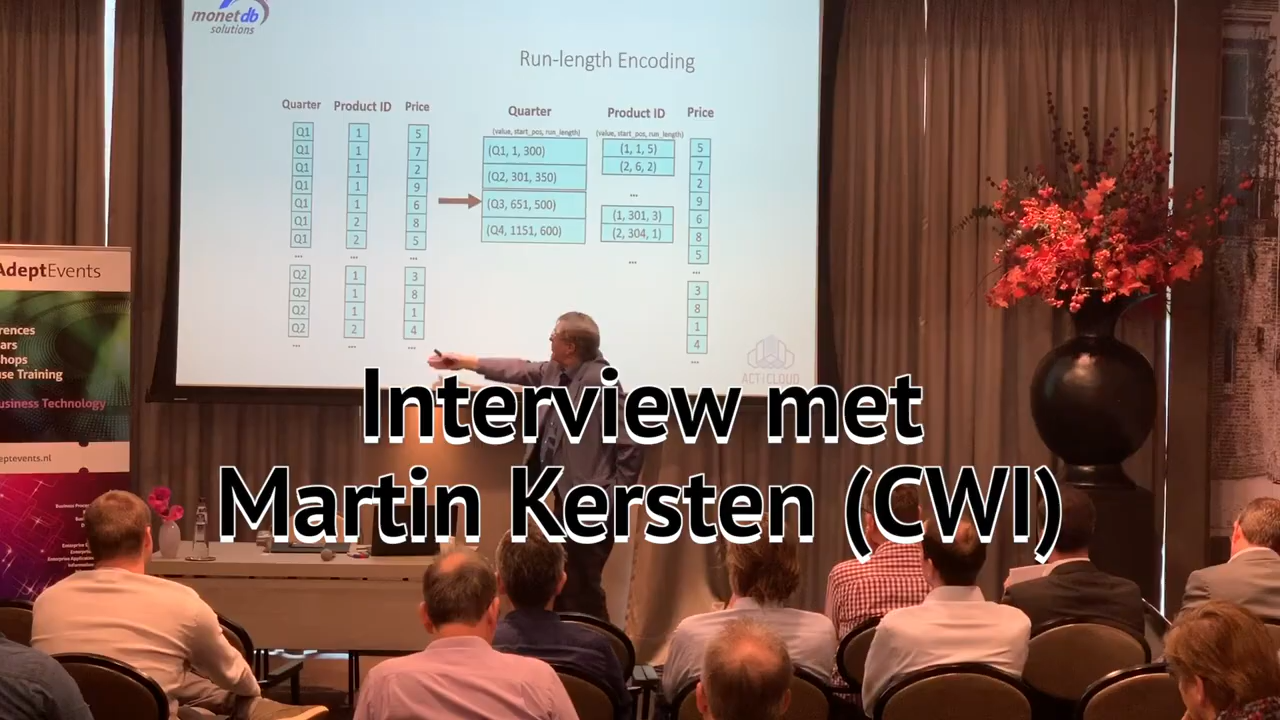 monetdb
solutions
Run-length Encoding
Quarter Product ID Price
Q1 1 5
Q1 1 7
Q1 1 2
Q1 1 9
Q1 1 6
Q1 2 8
Q1 2 5
... ... ...
Q2 1 3
Q2 1 8
Q2 1 1
Q2 2 4
... ... ...
Quarter Product ID Price
(value, start_pos, run_length) (value, start_pos, run_length)
(Q1, 1, 300)
(Q2, 301, 350)
(Q3, 651, 500)
(Q4, 1151, 600)
(1, 1, 5)
(2, 6, 2)
...
(1, 301, 3)
(2, 304, 1)
...
5
7
2
9
6
8
5
...
3
8
1
4
...
ACTiCLOUD
AdeptEvents
rences
ars
hops
use Training
usiness Technology
eptevents.nl
Interview met
Martin Kersten (CWI)